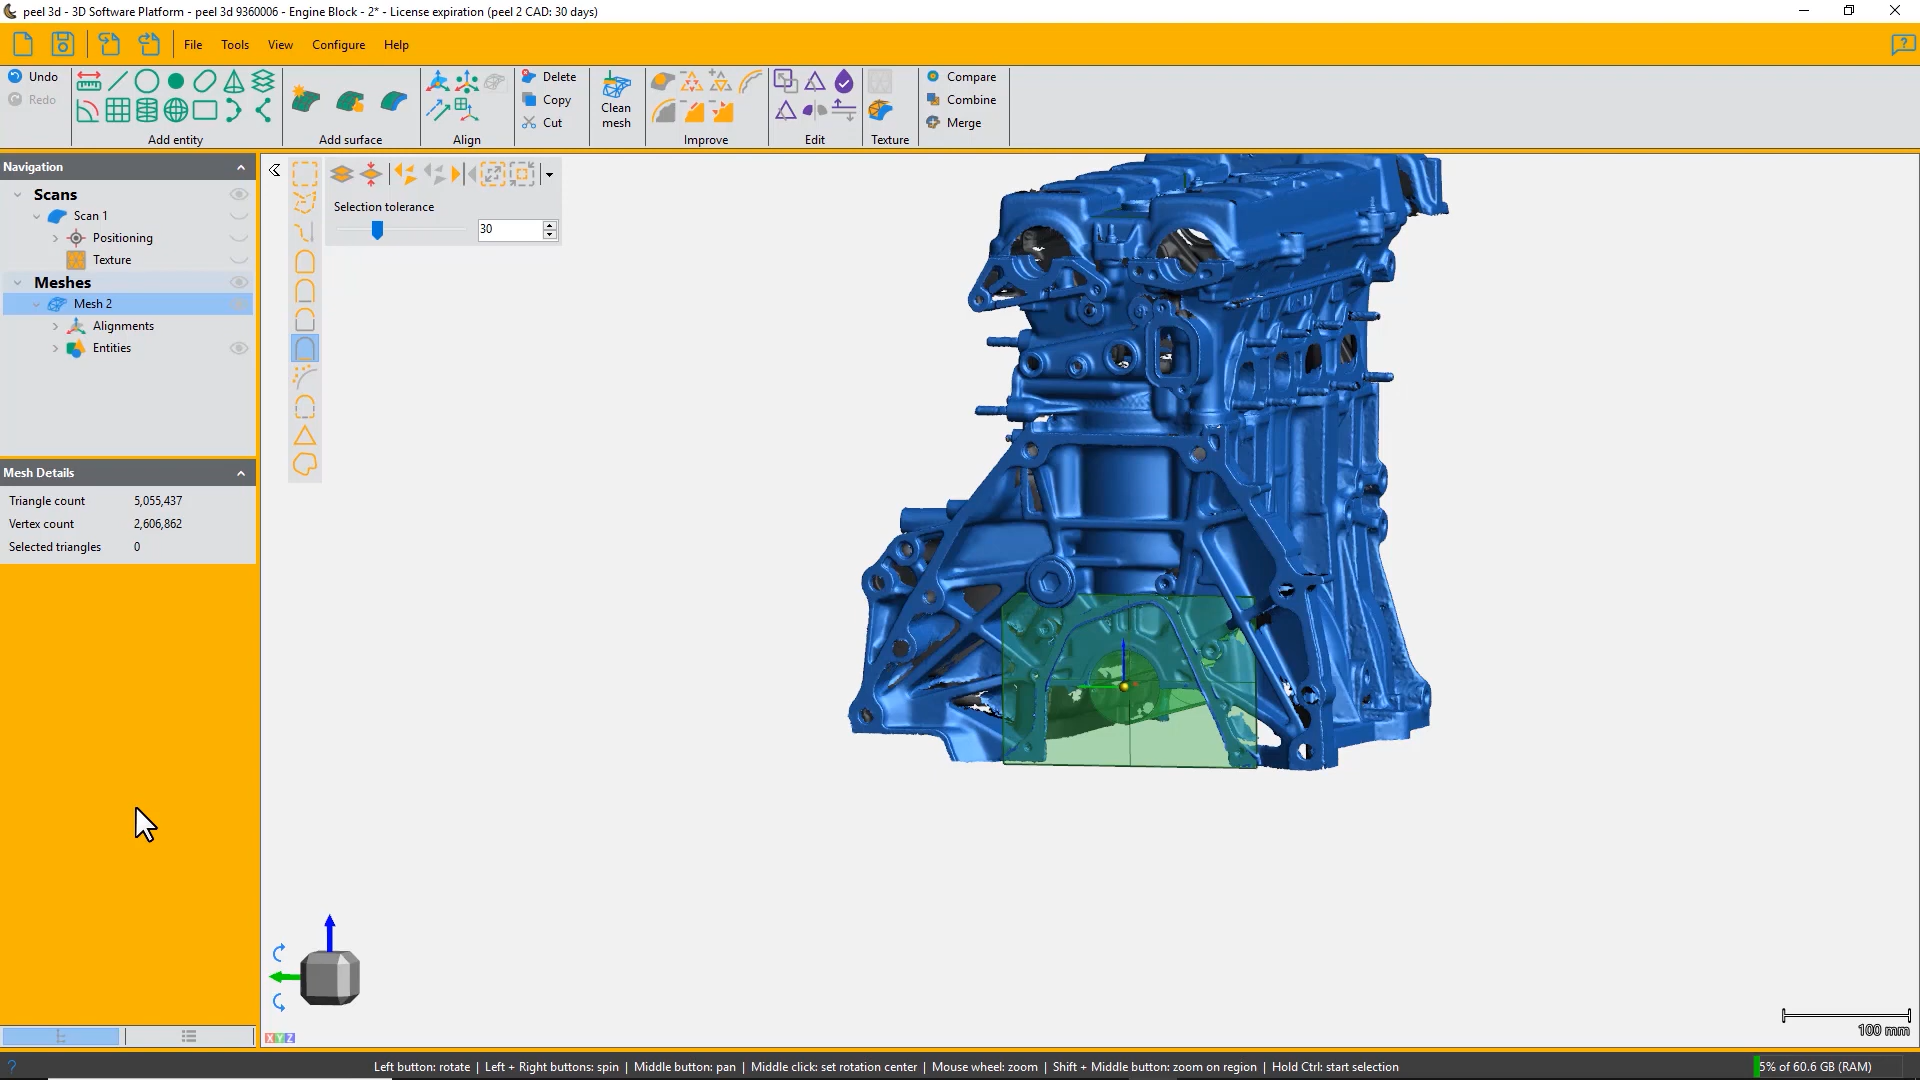 peel 3d - 3D Software Platform - peel 3d 9360006 - Engine Block - 2* - License expiration (peel 2 CAD: 30 days)
File Tools View Configure Help
Undo
Redo
Add entity
Add surface
Align
Delete
Copy
Cut
Clean
mesh
Improve
Edit
Texture
Compare
Combine
Merge
Navigation
Scans
Scan 1
Positioning
Texture
Meshes
Mesh 2
Alignments
Entities
Selection tolerance
30
Mesh Details
Triangle count 5,055,437
Vertex count 2,606,862
Selected triangles 0
XYZ
100 mm
Left button: rotate | Left + Right buttons: spin | Middle button: pan | Middle click: set rotation center | Mouse wheel: zoom | Shift + Middle button: zoom on region | Hold Ctrl: start selection
5% of 60.6 GB (RAM)